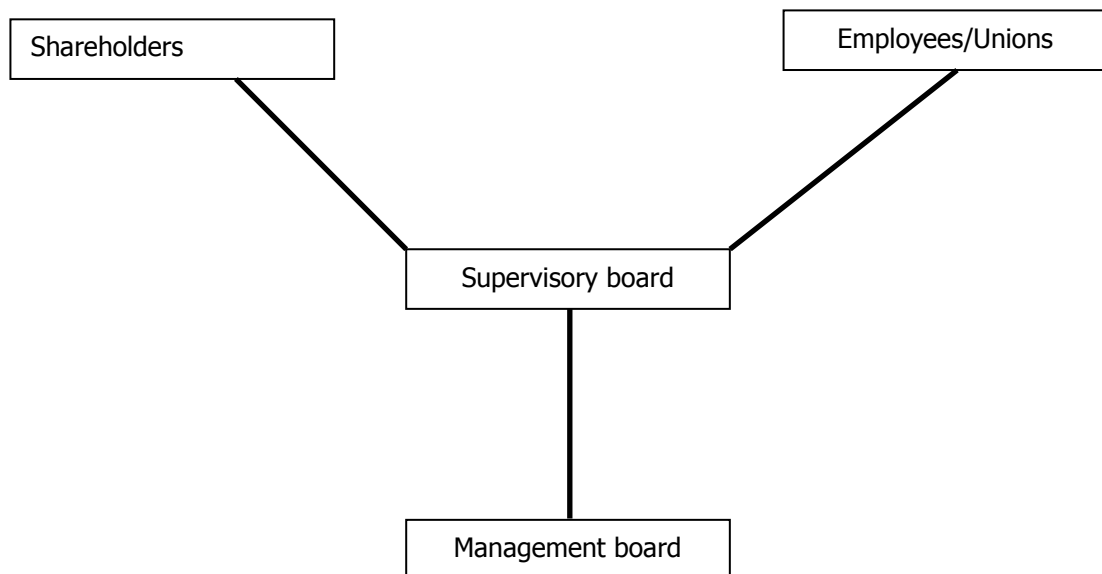 Shareholders
Employees/Unions
Supervisory board
Management board